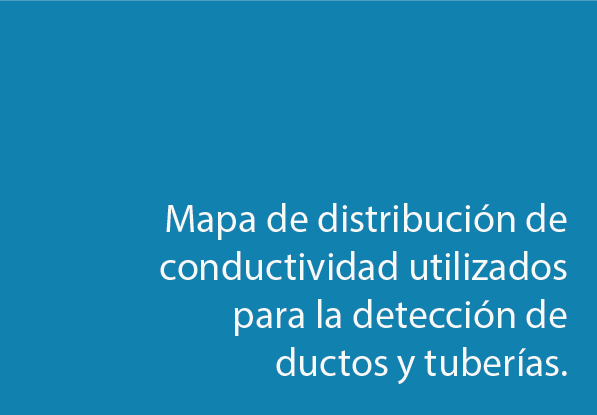 Mapa de distribución de
conductividad utilizados
para la detección de
ductos y tuberías.